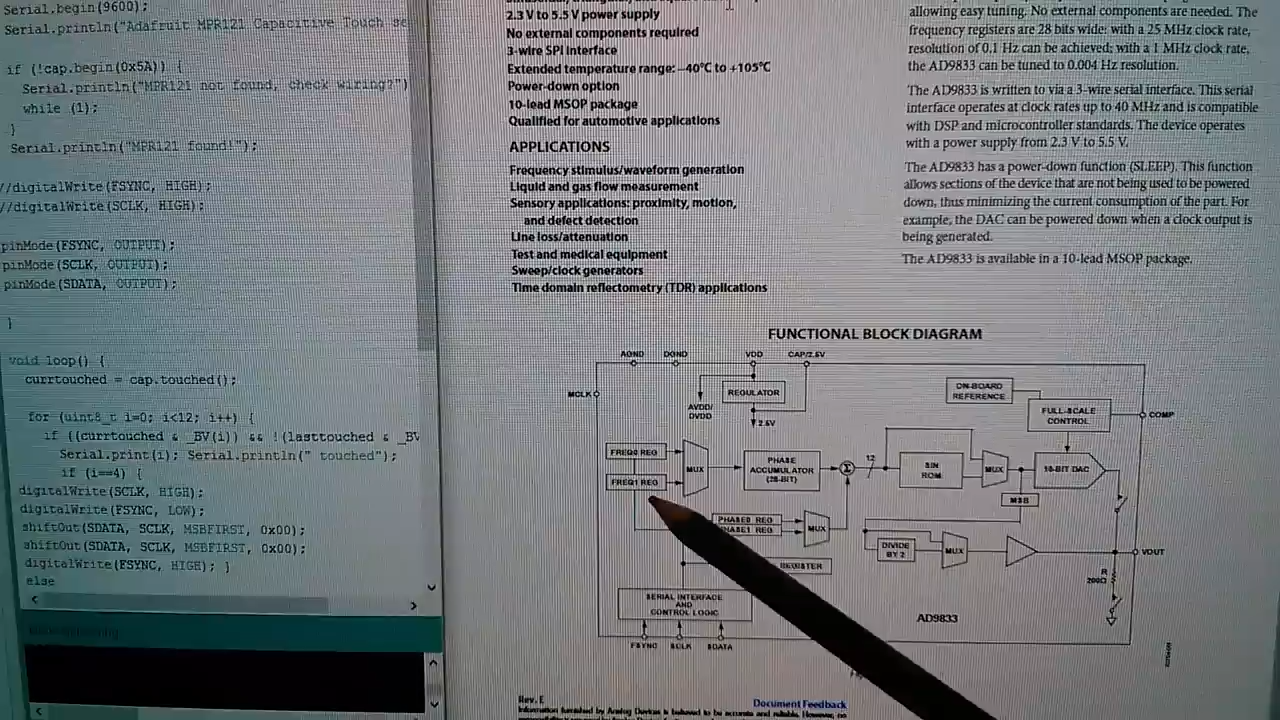 Serial.begin(9600);
Serial.println("Adafruit MPR121 Capacitive Touch se
if (!cap.begin(0x5A)) {
Serial.println("MPR121 not found, check wiring?")
while (1);
}
Serial.println("MPR121 found!");
//digitalWrite(FSYNC, HIGH);
//digitalWrite(SCLK, HIGH);
pinMode(FSYNC, OUTPUT);
pinMode(SCLK, OUTPUT);
pinMode(SDATA, OUTPUT);
}
void loop() {
currtouched = cap.touched();
for (uint8_t i=0; i<12; i++) {
if ((currtouched & _BV(i)) && !(lasttouched & _BV
Serial.print(i); Serial.println(" touched");
if (i==4) {
digitalWrite(SCLK, HIGH);
digitalWrite(FSYNC, LOW);
shiftOut(SDATA, SCLK, MSBFIRST, 0x00);
shiftOut(SDATA, SCLK, MSBFIRST, 0x00);
digitalWrite(FSYNC, HIGH); }
else
2.3 V to 5.5 V power supply
No external components required
3-wire SPI interface
Extended temperature range: −40°C to +105°C
Power-down option
10-lead MSOP package
Qualified for automotive applications
APPLICATIONS
Frequency stimulus/waveform generation
Liquid and gas flow measurement
Sensory applications: proximity, motion,
and defect detection
Line loss/attenuation
Test and medical equipment
Sweep/clock generators
Time domain reflectometry (TDR) applications
allowing easy tuning. No external components are needed. The
frequency registers are 28 bits wide: with a 25 MHz clock rate,
resolution of 0.1 Hz can be achieved; with a 1 MHz clock rate,
the AD9833 can be tuned to 0.004 Hz resolution.
The AD9833 is written to via a 3-wire serial interface. This serial
interface operates at clock rates up to 40 MHz and is compatible
with DSP and microcontroller standards. The device operates
with a power supply from 2.3 V to 5.5 V.
The AD9833 has a power-down function (SLEEP). This function
allows sections of the device that are not being used to be powered
down, thus minimizing the current consumption of the part. For
example, the DAC can be powered down when a clock output is
being generated.
The AD9833 is available in a 10-lead MSOP package.
FUNCTIONAL BLOCK DIAGRAM
AGND DGND VDD CAP/2.5V
MCLK
REGULATOR
AVDD/
DVDD
2.5V
ON-BOARD
REFERENCE
FULL-SCALE
CONTROL
COMP
FREQ0 REG
FREQ1 REG
MUX
PHASE
ACCUMULATOR
(28-BIT)
Σ
12
SIN
ROM
MUX
10-BIT DAC
MSB
PHASE0 REG
PHASE1 REG
MUX
DIVIDE
BY 2
MUX
VOUT
REGISTER
R
200Ω
SERIAL INTERFACE
AND
CONTROL LOGIC
AD9833
FSYNC SCLK SDATA
Rev. E
Document Feedback
Information furnished by Analog Devices is believed to be accurate and reliable. However, no